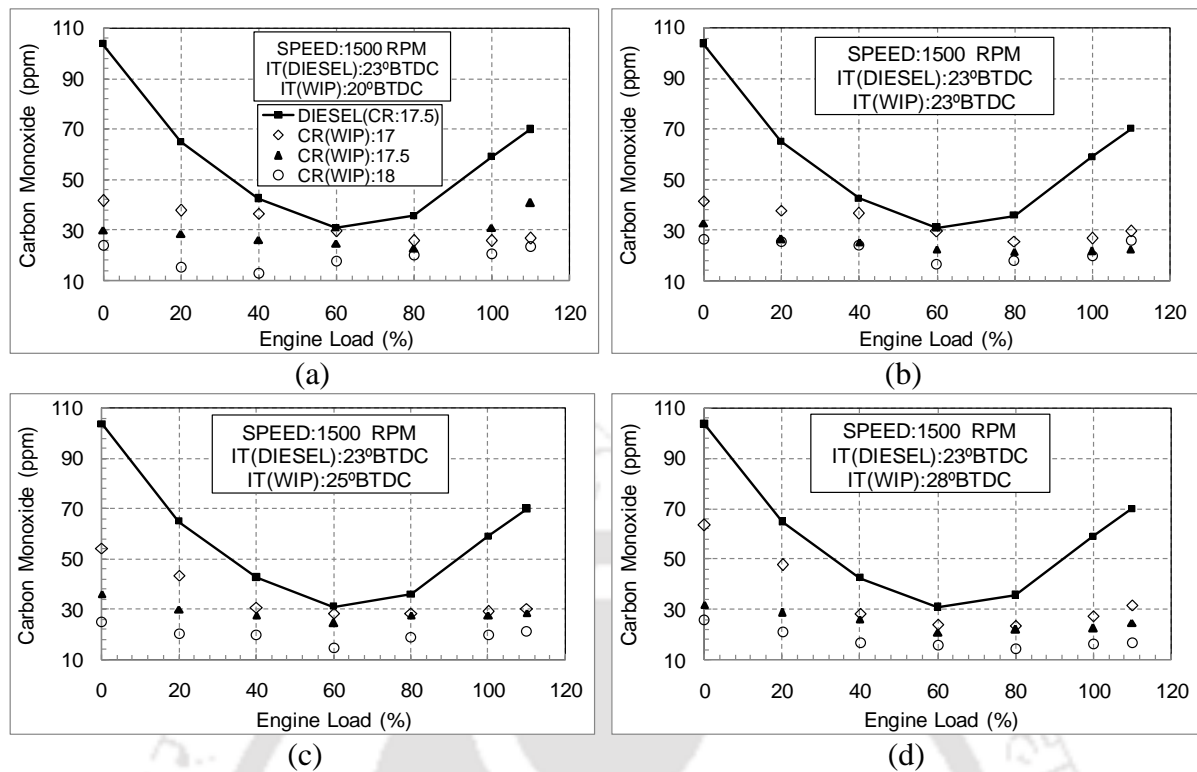 110
90
70
50
30
10
Carbon Monoxide (ppm)
SPEED:1500 RPM
IT(DIESEL):23ºBTDC
IT(WIP):20ºBTDC
DIESEL(CR:17.5)
CR(WIP):17
CR(WIP):17.5
CR(WIP):18
0 20 40 60 80 100 120
Engine Load (%)
(a)
110
90
70
50
30
10
Carbon Monoxide (ppm)
SPEED:1500 RPM
IT(DIESEL):23ºBTDC
IT(WIP):23ºBTDC
0 20 40 60 80 100 120
Engine Load (%)
(b)
110
90
70
50
30
10
Carbon Monoxide (ppm)
SPEED:1500 RPM
IT(DIESEL):23ºBTDC
IT(WIP):25ºBTDC
0 20 40 60 80 100 120
Engine Load (%)
(c)
110
90
70
50
30
10
Carbon Monoxide (ppm)
SPEED:1500 RPM
IT(DIESEL):23ºBTDC
IT(WIP):28ºBTDC
0 20 40 60 80 100 120
Engine Load (%)
(d)